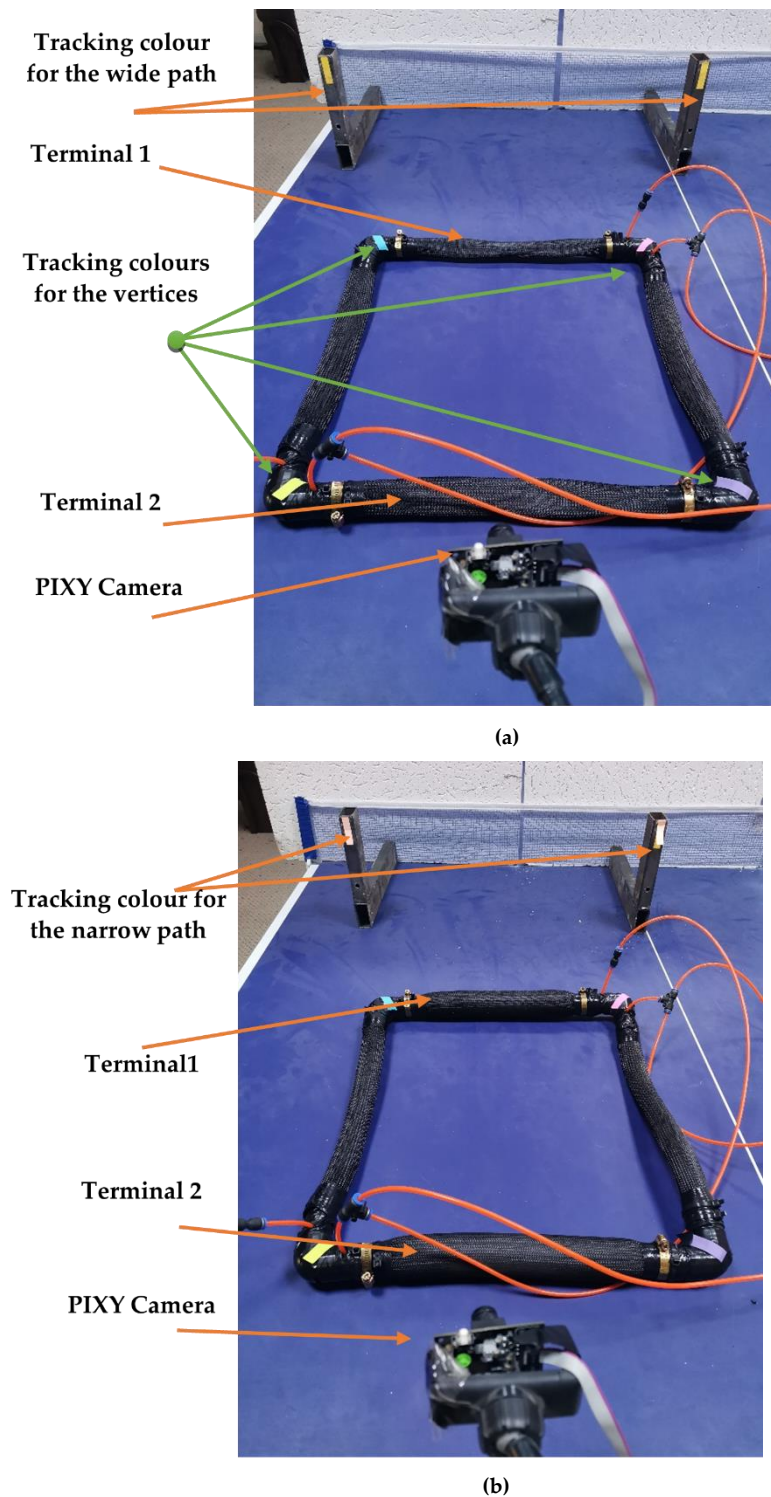 Tracking colour
for the wide path
Terminal 1
Tracking colours
for the vertices
Terminal 2
PIXY Camera
(a)
Tracking colour for
the narrow path
Terminal1
Terminal 2
PIXY Camera
(b)